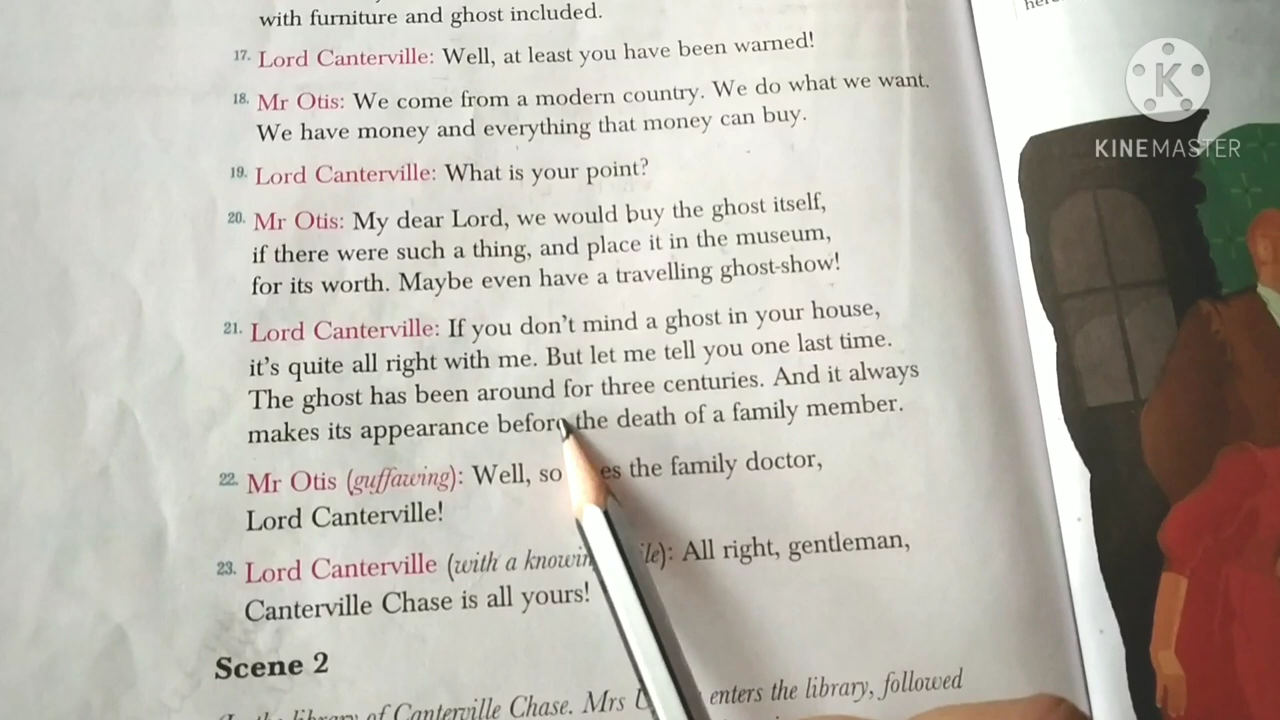 with furniture and ghost included.
17. Lord Canterville: Well, at least you have been warned!
18. Mr Otis: We come from a modern country. We do what we want.
We have money and everything that money can buy.
19. Lord Canterville: What is your point?
20. Mr Otis: My dear Lord, we would buy the ghost itself,
if there were such a thing, and place it in the museum,
for its worth. Maybe even have a travelling ghost-show!
21. Lord Canterville: If you don't mind a ghost in your house,
it's quite all right with me. But let me tell you one last time.
The ghost has been around for three centuries. And it always
makes its appearance before the death of a family member.
22. Mr Otis (guffawing): Well, so the family doctor,
Lord Canterville!
23. Lord Canterville (with a All right, gentleman,
Canterville Chase is all yours!
Scene 2
library of Canterville Chase. Mrs enters the library, followed
K
KINEMASTER